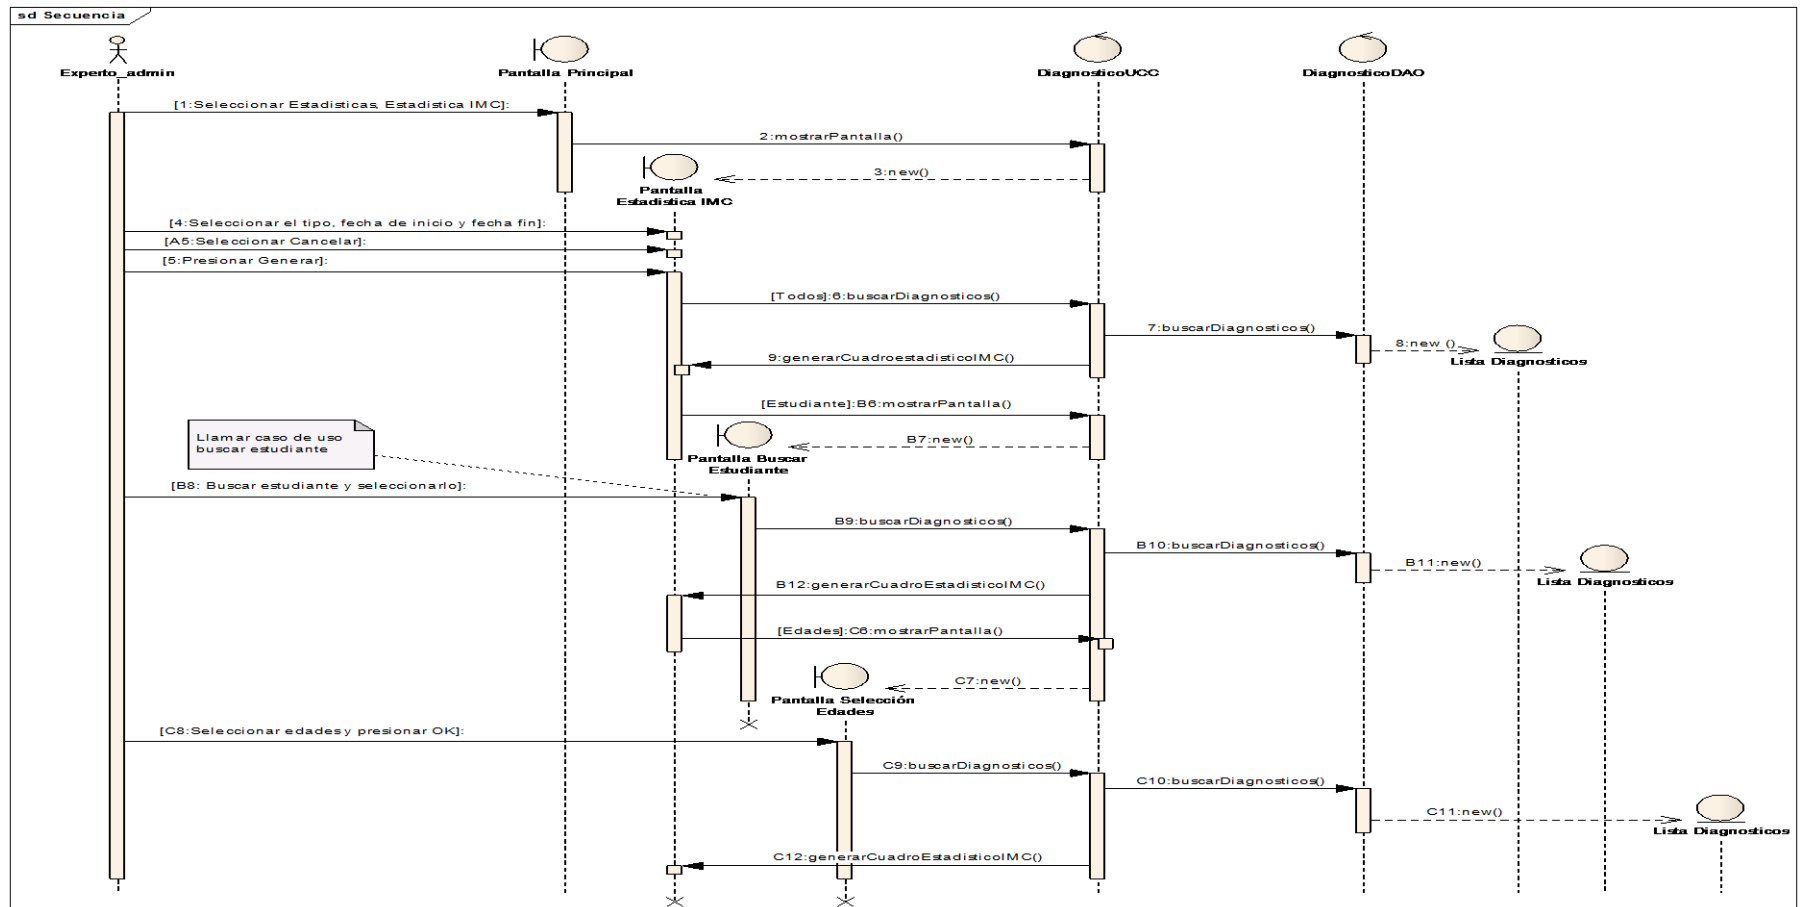 sd Secuencia
Experto_admin
Pantalla Principal
DiagnosticoUCC
DiagnosticoDAO
[1:Seleccionar Estadisticas, Estadistica IMC]:
2:mostrarPantalla()
3:new()
Pantalla
Estadistica IMC
[4:Seleccionar el tipo, fecha de inicio y fecha fin]:
[A5:Seleccionar Cancelar]:
[5:Presionar Generar]:
[Todos]:6:buscarDiagnosticos()
7:buscarDiagnosticos()
8:new ()
Lista Diagnosticos
9:generarCuadroestadisticoIMC()
[Estudiante]:B6:mostrarPantalla()
B7:new()
Pantalla Buscar
Estudiante
Llamar caso de uso
buscar estudiante
[B8: Buscar estudiante y seleccionarlo]:
B9:buscarDiagnosticos()
B10:buscarDiagnosticos()
B11:new()
Lista Diagnosticos
B12:generarCuadroEstadisticoIMC()
[Edades]:C6:mostrarPantalla()
C7:new()
Pantalla Selección
Edades
[C8:Seleccionar edades y presionar OK]:
C9:buscarDiagnosticos()
C10:buscarDiagnosticos()
C11:new()
Lista Diagnosticos
C12:generarCuadroEstadisticoIMC()